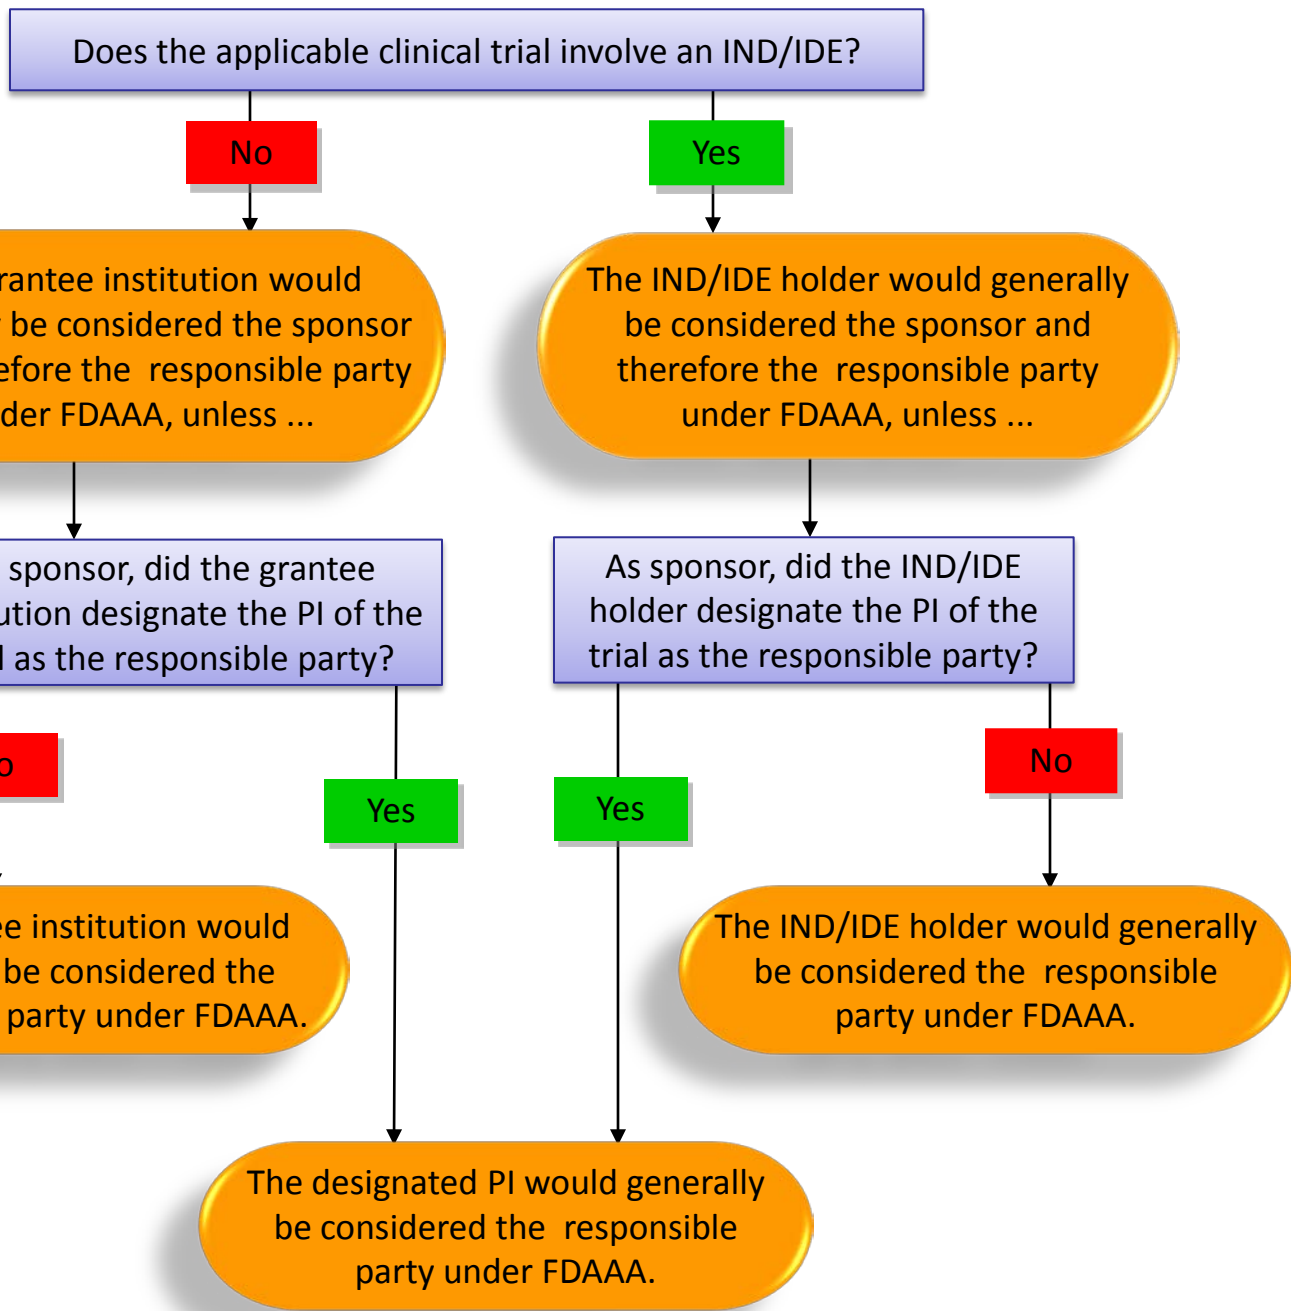 Does the applicable clinical trial involve an IND/IDE?
No
Yes
institution would
be considered the sponsor
the responsible party
FDAAA, unless ...
The IND/IDE holder would generally
be considered the sponsor and
therefore the responsible party
under FDAAA, unless ...
sponsor, did the grantee
designate the PI of the
as the responsible party?
As sponsor, did the IND/IDE
holder designate the PI of the
trial as the responsible party?
Yes
Yes
No
institution would
be considered the
party under FDAAA.
The IND/IDE holder would generally
be considered the responsible
party under FDAAA.
The designated PI would generally
be considered the responsible
party under FDAAA.